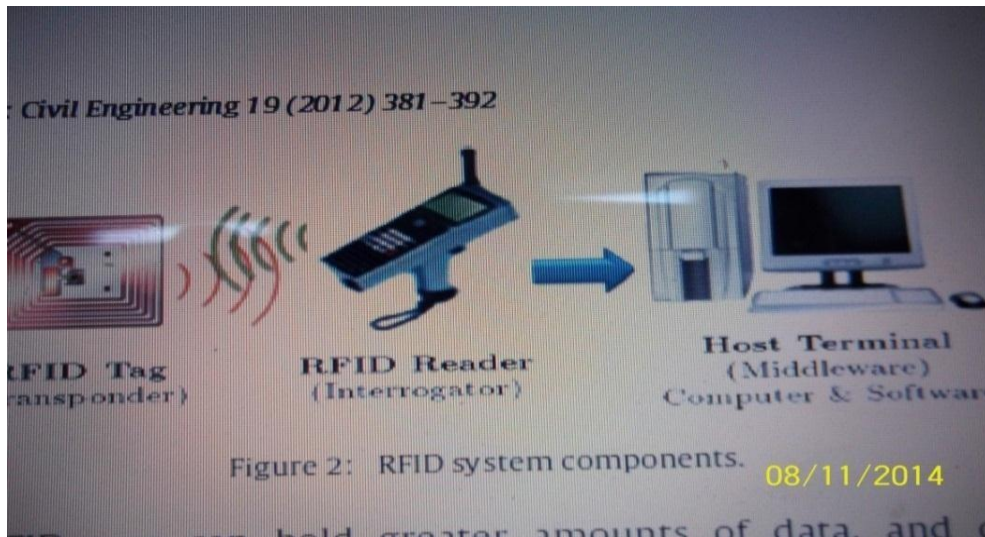 : Civil Engineering 19 (2012) 381–392
RFID Tag
RFID Reader
Host Terminal
ransponder)
(Interrogator)
(Middleware)
Computer & Softwar
Figure 2: RFID system components.
08/11/2014
hold greater amounts of data, and